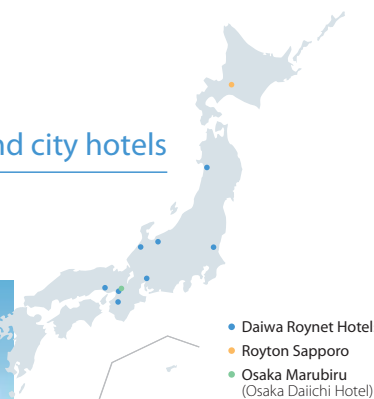 nd city hotels
Daiwa Roynet Hotel
Royton Sapporo
Osaka Marubiru
(Osaka Daiichi Hotel)